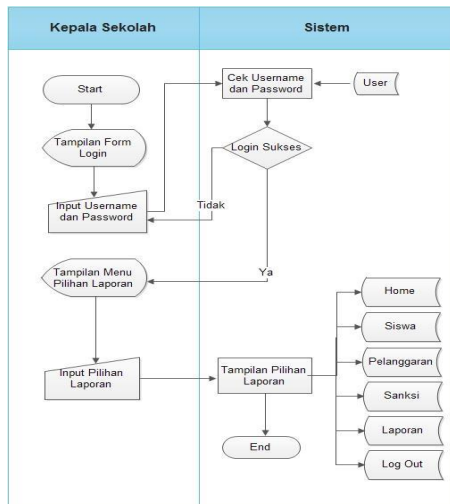 Kepala Sekolah
Sistem
Start
Cek Username
dan Password
User
Tampilan Form
Login
Login Sukses
Input Username
dan Password
Tidak
Ya
Tampilan Menu
Pilihan Laporan
Input Pilihan
Laporan
Tampilan Pilihan
Laporan
End
Home
Siswa
Pelanggaran
Sanksi
Laporan
Log Out